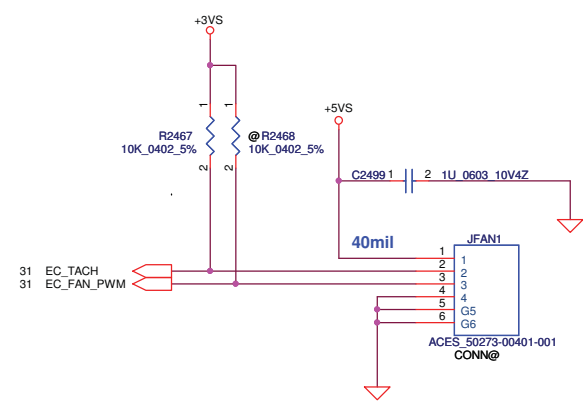 +3VS
+5VS
1
1
R2467
@R2468
10K_0402_5%
10K_0402_5%
2
2
C2499 1
2 1U_0603_10V4Z
40mil
JFAN1
31 EC_TACH
31 EC_FAN_PWM
1 1
2 2
3 3
4 4
5 G5
6 G6
ACES_50273-00401-001
CONN@